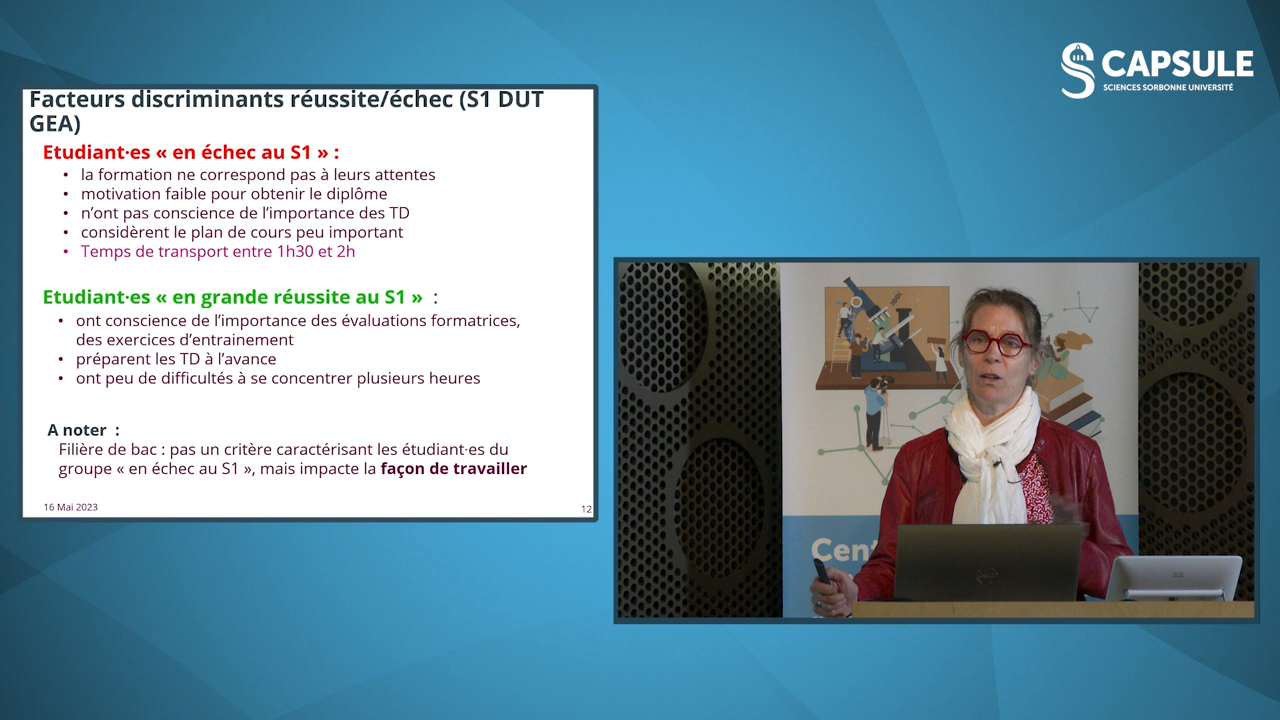 CAPSULE
SCIENCES SORBONNE UNIVERSITÉ
Facteurs discriminants réussite/échec (S1 DUT
GEA)
Etudiant·es « en échec au S1 » :
• la formation ne correspond pas à leurs attentes
• motivation faible pour obtenir le diplôme
• n’ont pas conscience de l’importance des TD
• considèrent le plan de cours peu important
• Temps de transport entre 1h30 et 2h
Etudiant·es « en grande réussite au S1 » :
• ont conscience de l’importance des évaluations formatrices,
des exercices d’entrainement
• préparent les TD à l’avance
• ont peu de difficultés à se concentrer plusieurs heures
A noter :
Filière de bac : pas un critère caractérisant les étudiant·es du
groupe « en échec au S1 », mais impacte la façon de travailler
16 Mai 2023
12
Cent
DELL